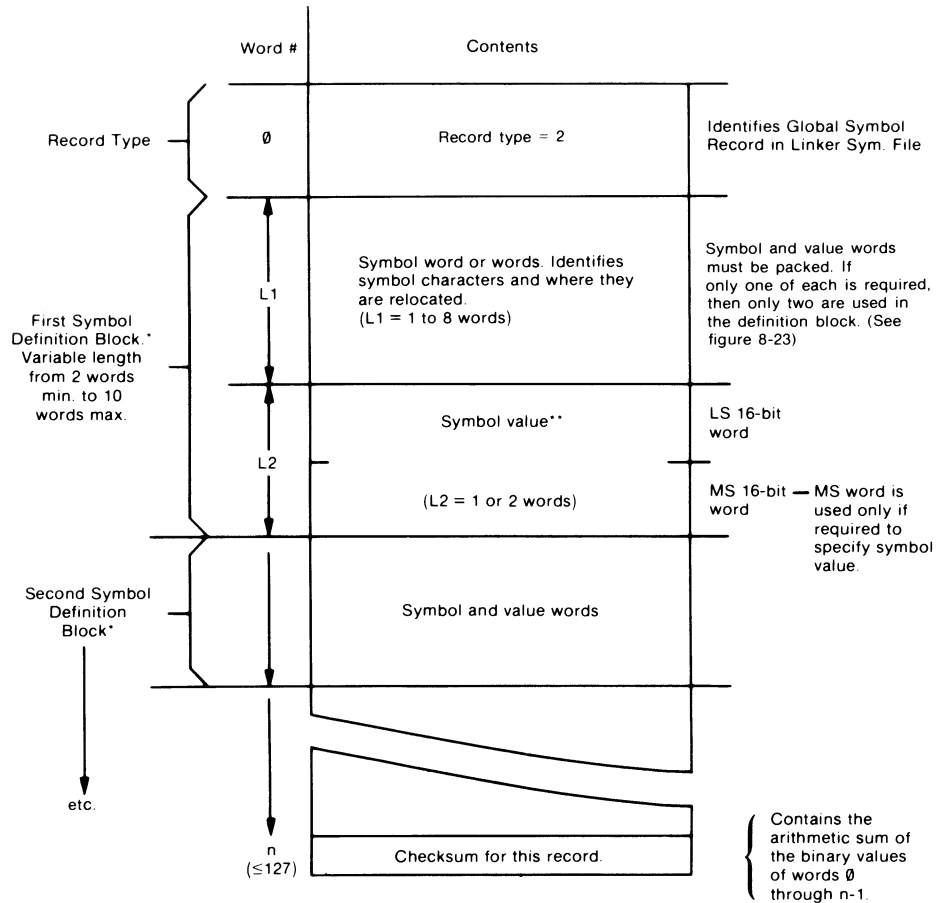 Word #
Contents
Record Type
Ø
Record type = 2
Identifies Global Symbol
Record in Linker Sym. File
First Symbol
Definition Block.*
Variable length
from 2 words
min. to 10
words max.
L1
Symbol word or words. Identifies
symbol characters and where they
are relocated.
(L1 = 1 to 8 words)
Symbol and value words
must be packed. If
only one of each is required,
then only two are used in
the definition block. (See
figure 8-23)
L2
Symbol value**
(L2 = 1 or 2 words)
LS 16-bit
word
MS 16-bit — MS word is
word
used only if
required to
specify symbol
value.
Second Symbol
Definition
Block*
Symbol and value words
etc.
n
(≤127)
Checksum for this record.
Contains the
arithmetic sum of
the binary values
of words Ø
through n-1.